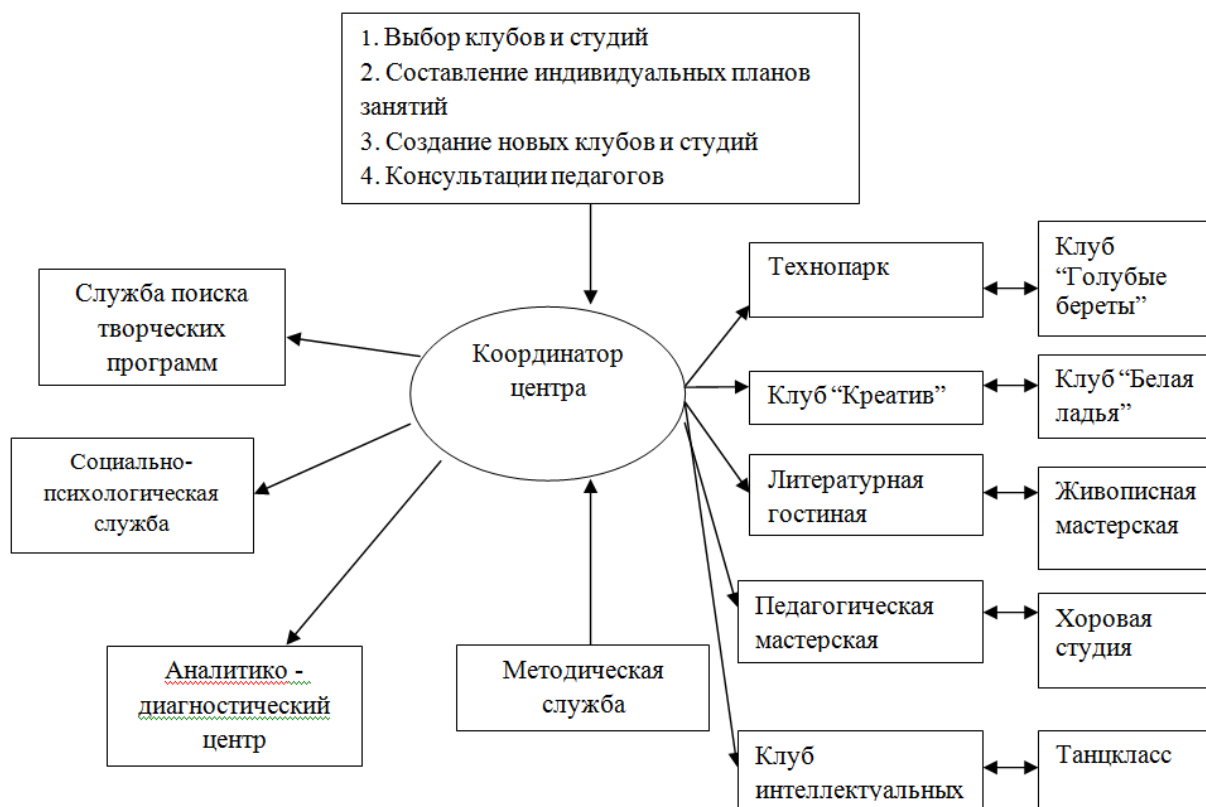 1. Выбор клубов и студий
2. Составление индивидуальных планов
занятий
3. Создание новых клубов и студий
4. Консультации педагогов
Служба поиска
творческих
программ
Социально-
психологическая
служба
Аналитико -
диагностический
центр
Координатор
центра
Методическая
служба
Технопарк
Клуб
“Голубые
береты”
Клуб “Креатив”
Клуб “Белая
ладья”
Литературная
гостиная
Живописная
мастерская
Педагогическая
мастерская
Хоровая
студия
Клуб
интеллектуальных
Танцкласс